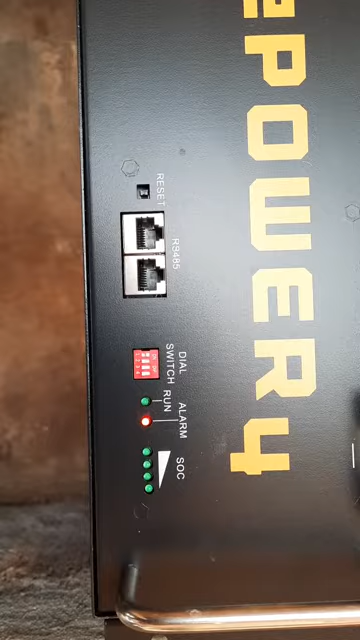 ePOWER4
RESET
RS485
DIAL
SWITCH
RUN
ALARM
SOC